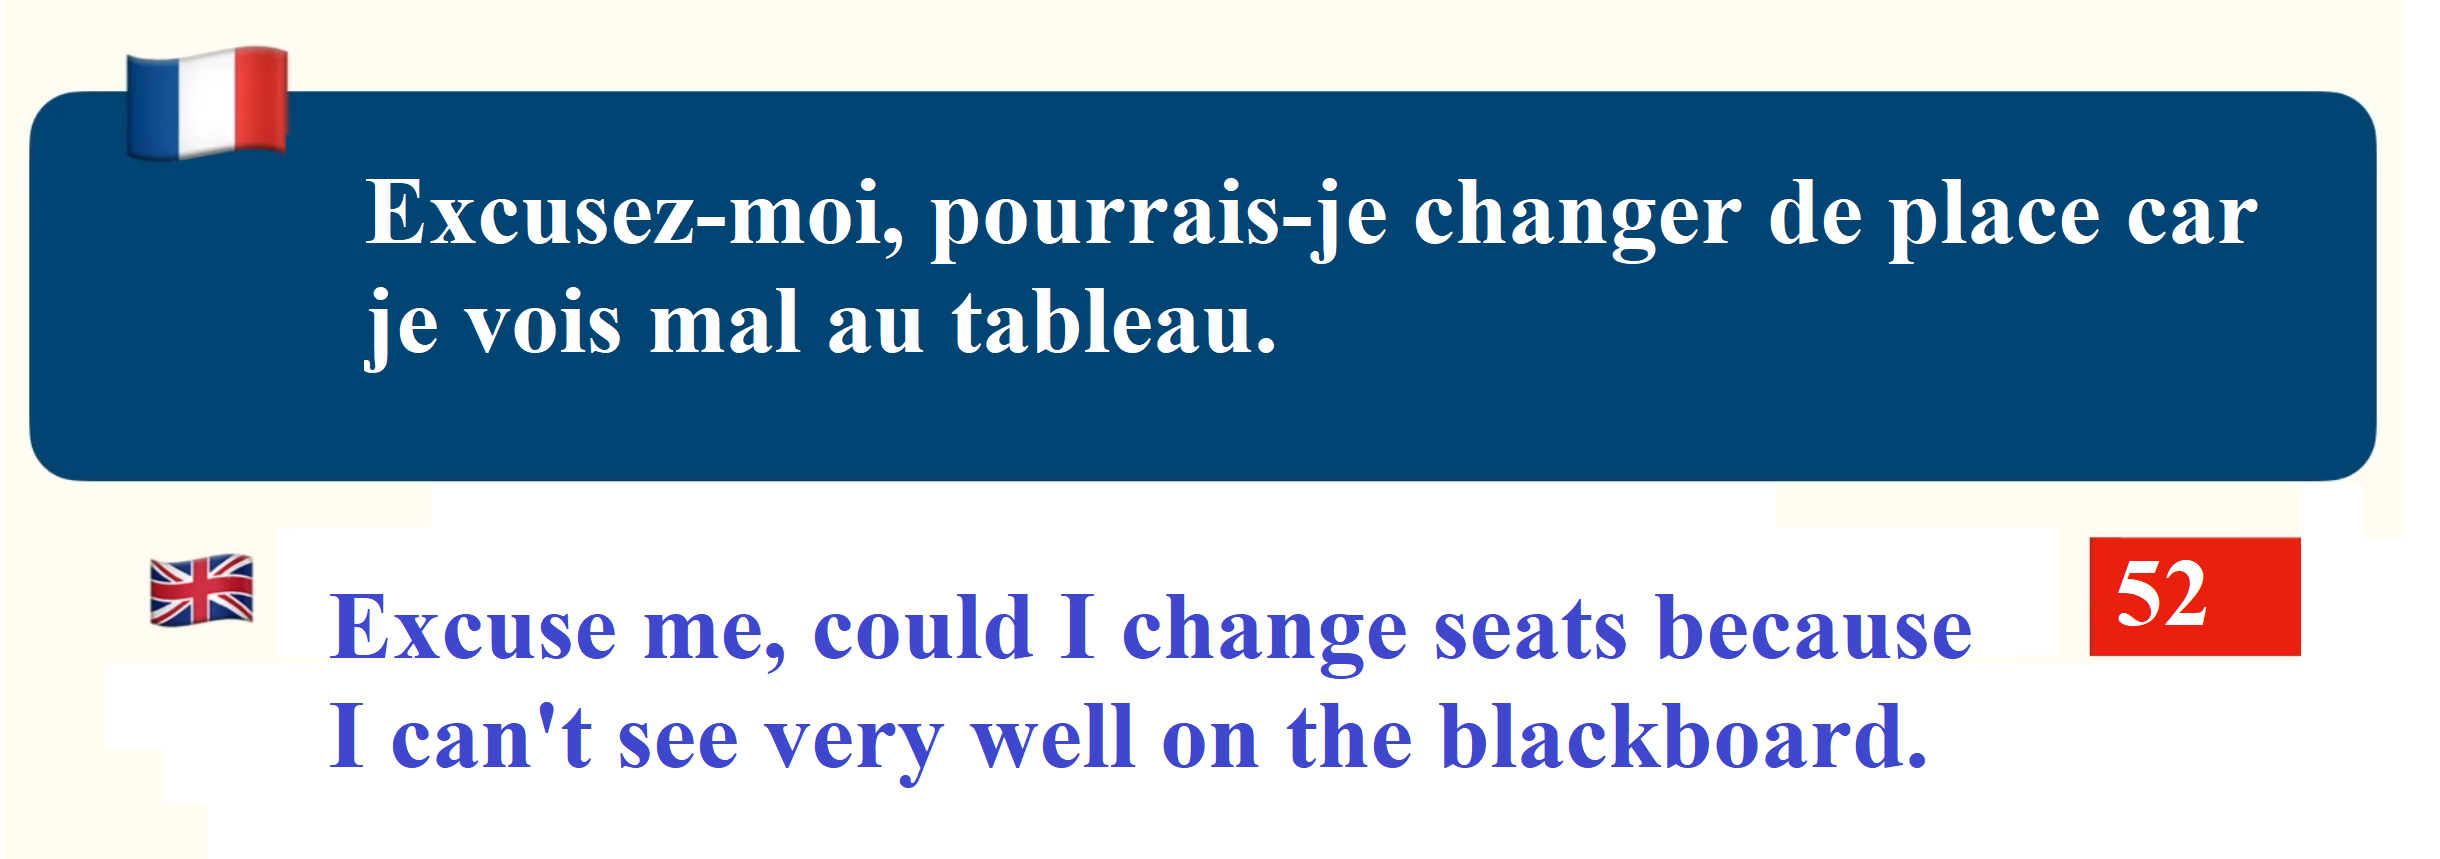 Excusez-moi, pourrais-je changer de place car
je vois mal au tableau.
52
Excuse me, could I change seats because
I can't see very well on the blackboard.